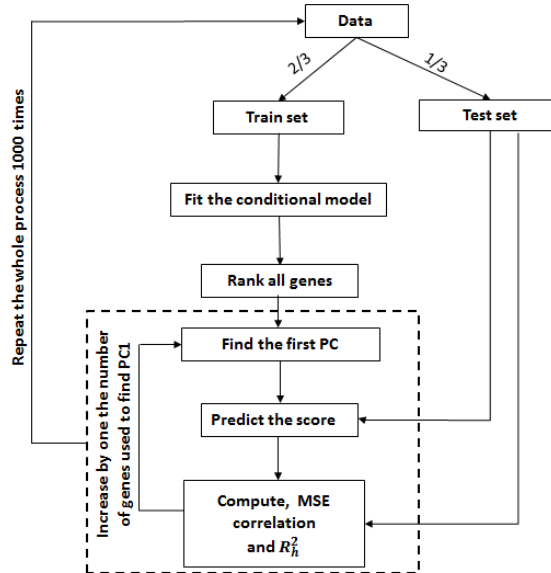 Data
2/3
1/3
Train set
Test set
Fit the conditional model
Rank all genes
Find the first PC
Predict the score
Compute, MSE
correlation
and R_h^2
Increase by one the number
of genes used to find PC1
Repeat the whole process 1000 times